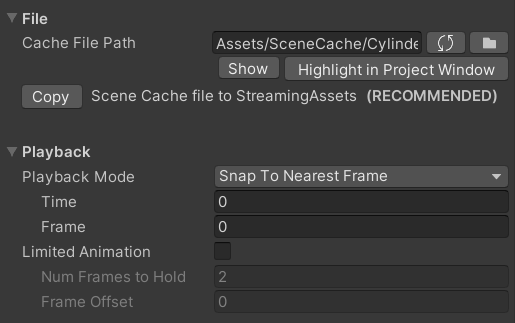 File
Cache File Path Assets/SceneCache/Cylinde
Show Highlight in Project Window
Copy Scene Cache file to StreamingAssets (RECOMMENDED)
Playback
Playback Mode Snap To Nearest Frame
Time 0
Frame 0
Limited Animation
Num Frames to Hold 2
Frame Offset 0